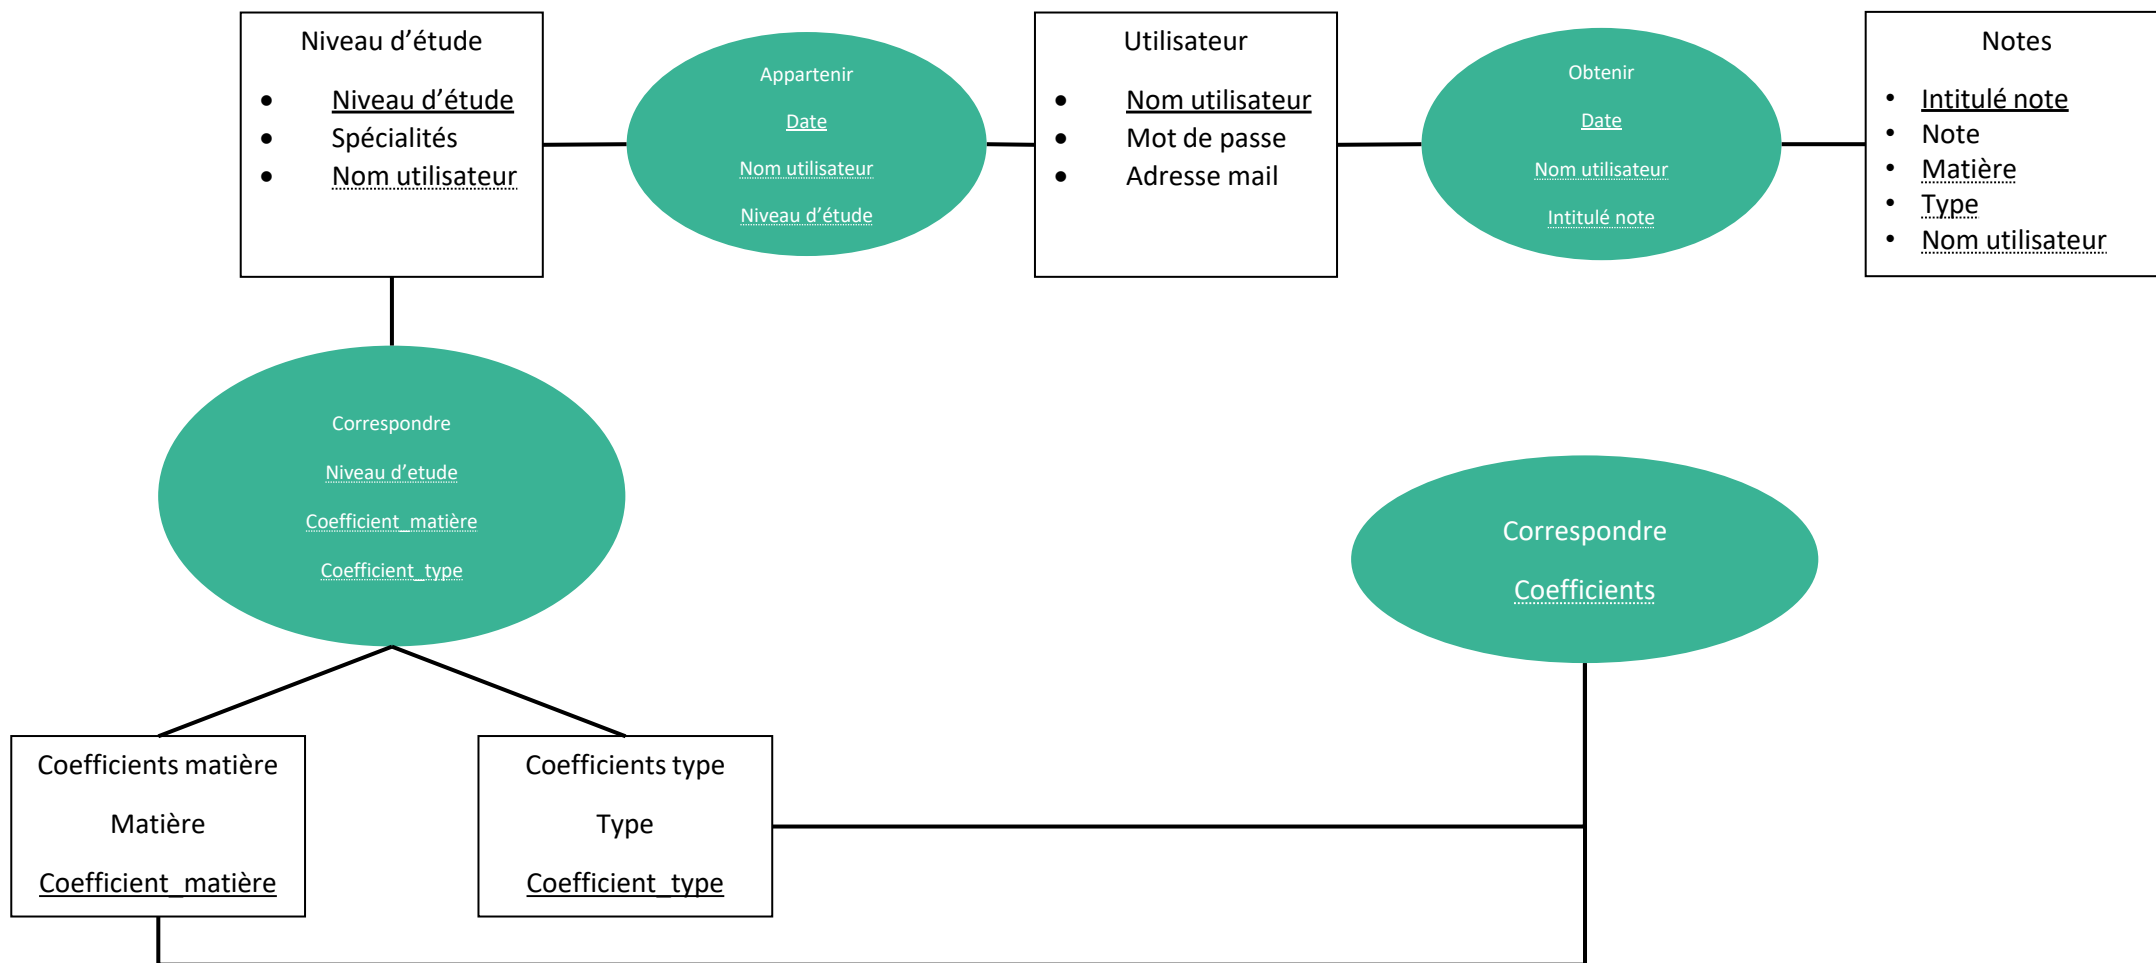 Niveau d’étude
Niveau d’étude
Spécialités
Nom utilisateur
Appartenir
Date
Nom utilisateur
Niveau d’étude
Utilisateur
Nom utilisateur
Mot de passe
Adresse mail
Obtenir
Date
Nom utilisateur
Intitulé note
Notes
Intitulé note
Note
Matière
Type
Nom utilisateur
Correspondre
Niveau d’etude
Coefficient_matière
Coefficient_type
Correspondre
Coefficients
Coefficients matière
Matière
Coefficient_matière
Coefficients type
Type
Coefficient_type